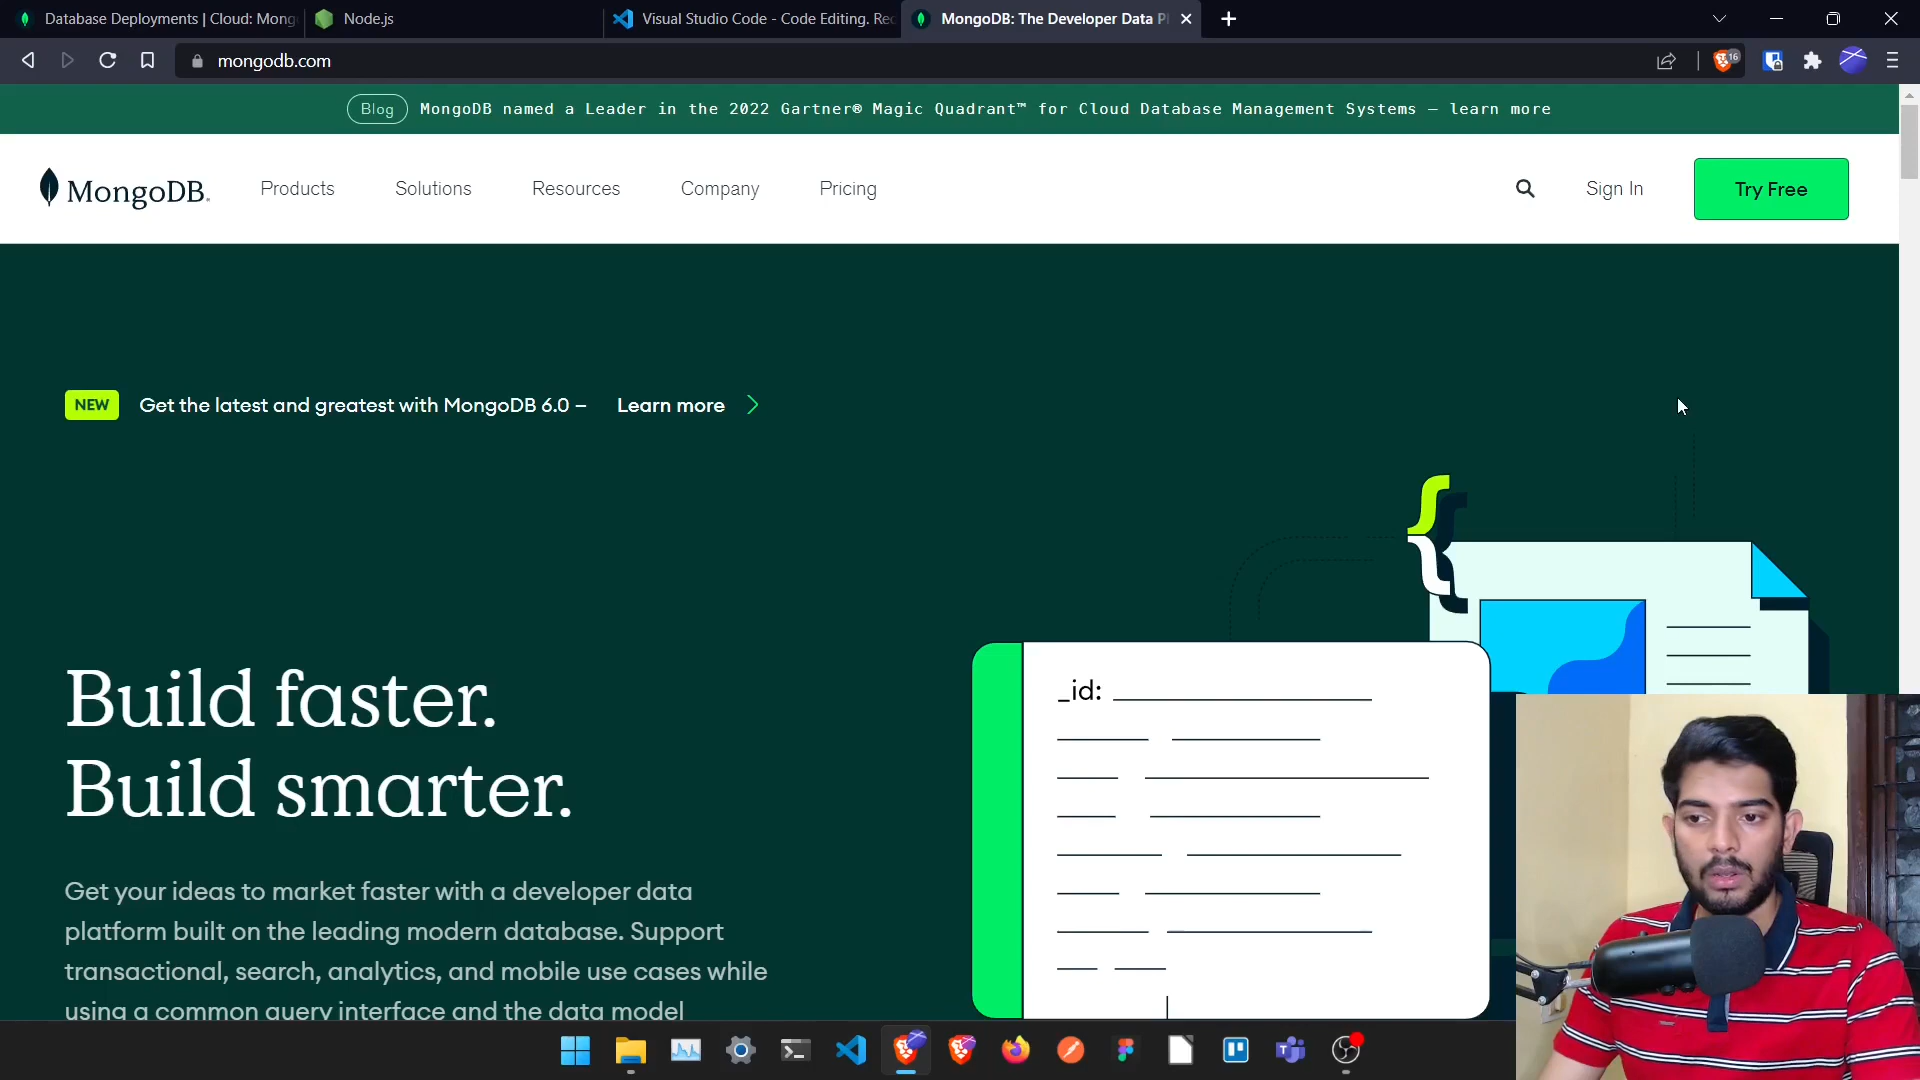 Database Deployments | Cloud: Mong
Node.js
Visual Studio Code - Code Editing. Re
MongoDB: The Developer Data P
mongodb.com
16
Blog
MongoDB named a Leader in the 2022 Gartner® Magic Quadrant™ for Cloud Database Management Systems — learn more
MongoDB.
Products
Solutions
Resources
Company
Pricing
Sign In
Try Free
NEW
Get the latest and greatest with MongoDB 6.0 –
Learn more
Build faster.
Build smarter.
Get your ideas to market faster with a developer data
platform built on the leading modern database. Support
transactional, search, analytics, and mobile use cases while
using a common query interface and the data model
_id: